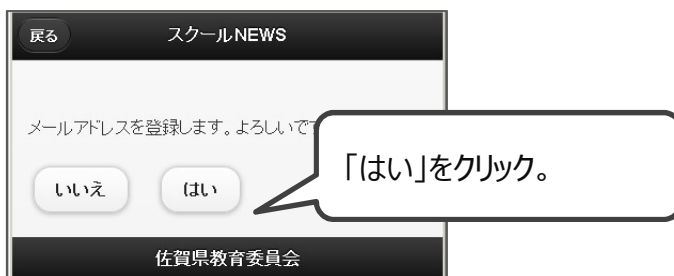 戻る
スクールNEWS
メールアドレスを登録します。よろしいで
いいえ
はい
「はい」をクリック。
佐賀県教育委員会